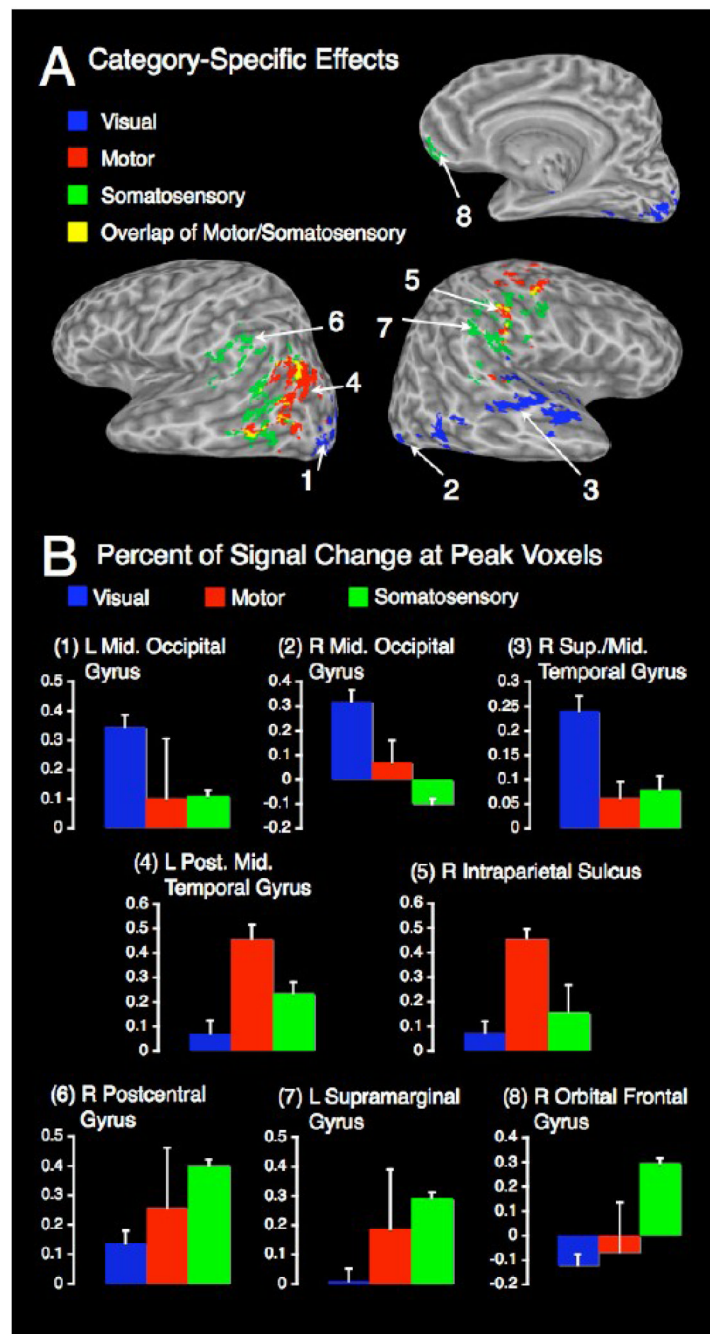 A Category-Specific Effects
Visual
Motor
Somatosensory
Overlap of Motor/Somatosensory
8
5
6
7
4
1
2
3
B Percent of Signal Change at Peak Voxels
Visual Motor Somatosensory
(1) L Mid. Occipital
Gyrus
0.5
0.4
0.3
0.2
0.1
0
(2) R Mid. Occipital
Gyrus
0.4
0.3
0.2
0.1
0
-0.1
-0.2
(3) R Sup./Mid.
Temporal Gyrus
0.3
0.25
0.2
0.1
0.05
0
(4) L Post. Mid.
Temporal Gyrus
0.6
0.5
0.4
0.3
0.2
0.1
0
(5) R Intraparietal Sulcus
0.6
0.5
0.4
0.3
0.2
0.1
0
(6) R Postcentral
Gyrus
0.5
0.4
0.3
0.2
0.1
0
(7) L Supramarginal
Gyrus
0.5
0.4
0.3
0.2
0.1
0
(8) R Orbital Frontal
Gyrus
0.4
0.3
0.2
0.1
0
-0.1
-0.2